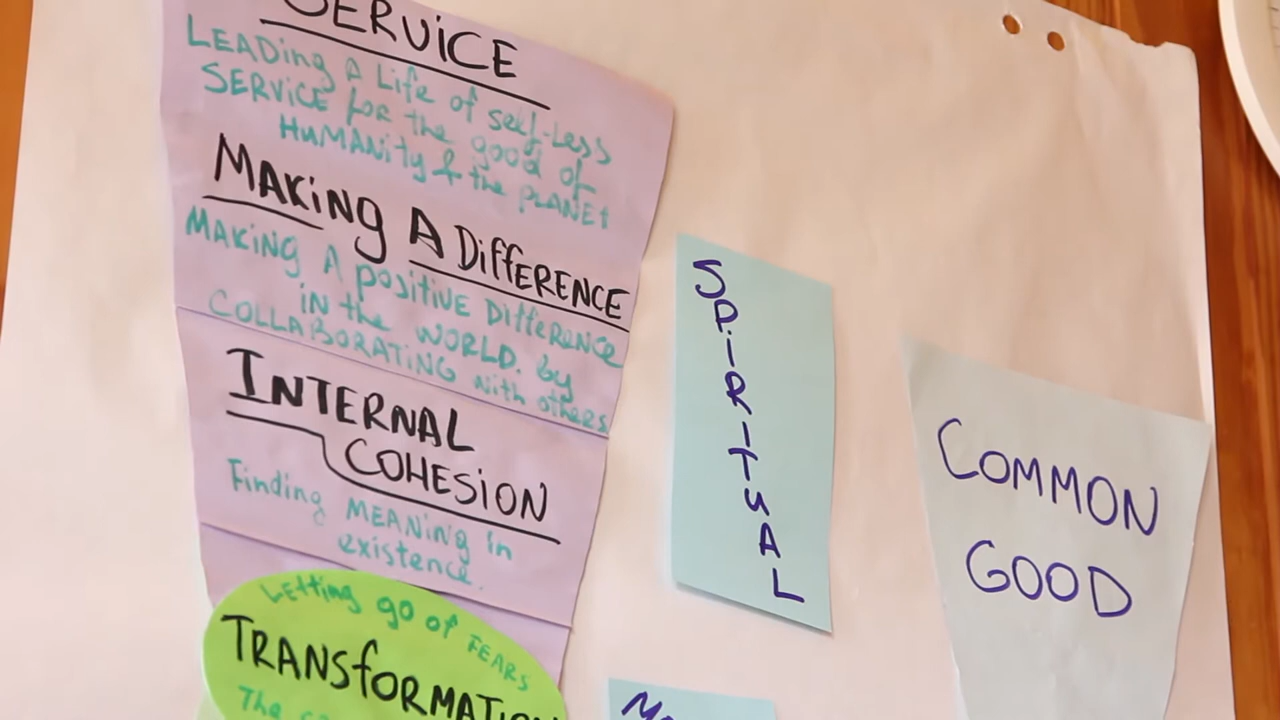 SERVICE
LEADing A Life of self-less
SERVICE for the good of
HUMANity & the PLANET
MAKiNG A DiffERENCE
MAKING A positive Difference
in the WORLD. by
COLLABORATiNG with others
INTERNAL
COHESiON
Finding MEANing in
existence.
Letting go of FEARS
TRANSfORMATION
The
SPIRITUAL
COMMON
GOOD